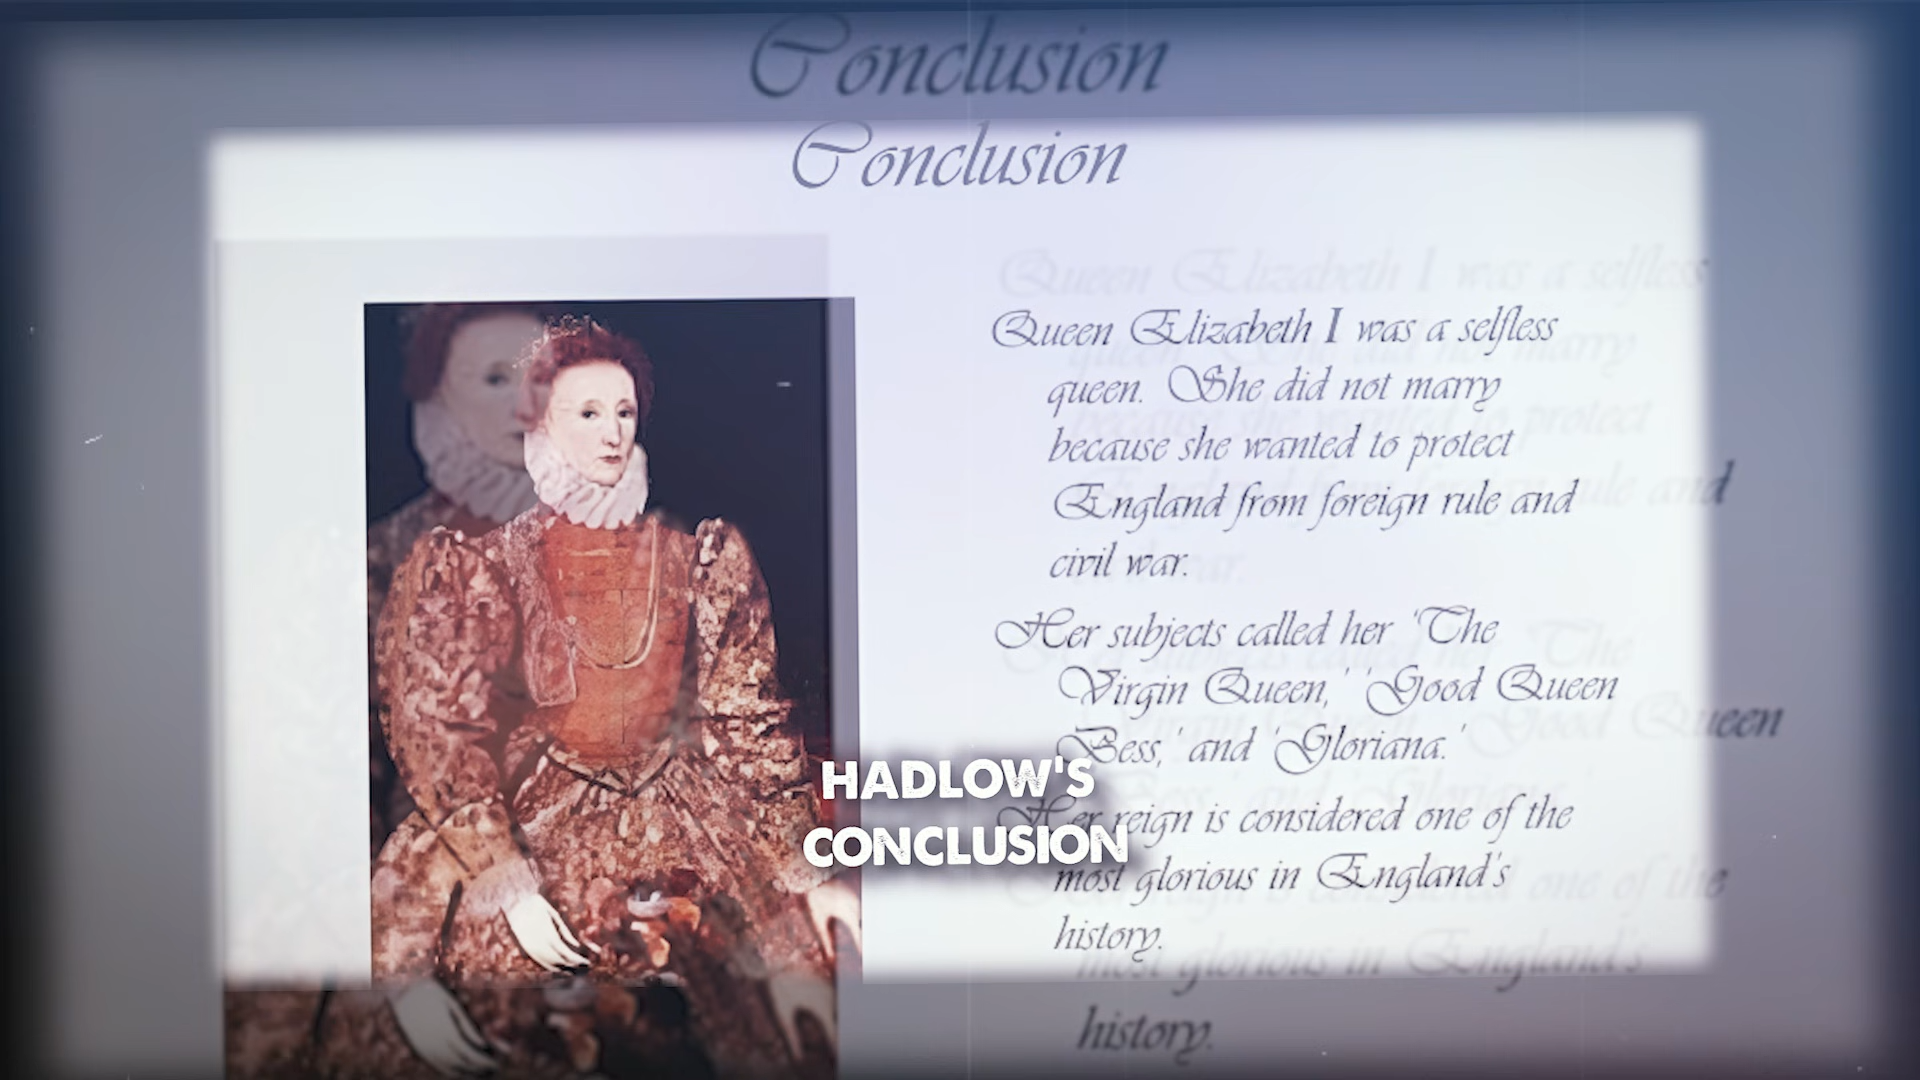 Conclusion
Conclusion
Queen Elizabeth I was a selfless
queen. She did not marry
because she wanted to protect
England from foreign rule and
civil war.
Her subjects called her 'The
Virgin Queen,' 'Good Queen
Bess,' and 'Gloriana.'
HADLOW'S
CONCLUSION
Her reign is considered one of the
most glorious in England's
history.
history.